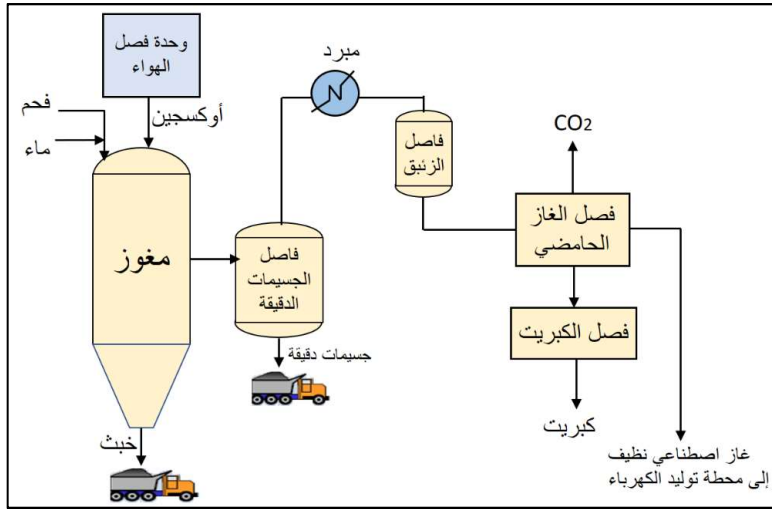 وحدة فصل
الهواء
مبرد
فحم
أوكسجين
ماء
CO2
فاصل
الزئبق
فصل الغاز
الحامضي
مغوز
فاصل
الجسيمات
الدقيقة
فصل الكبريت
جسيمات دقيقة
كبريت
خبث
غاز اصطناعي نظيف
إلى محطة توليد الكهرباء